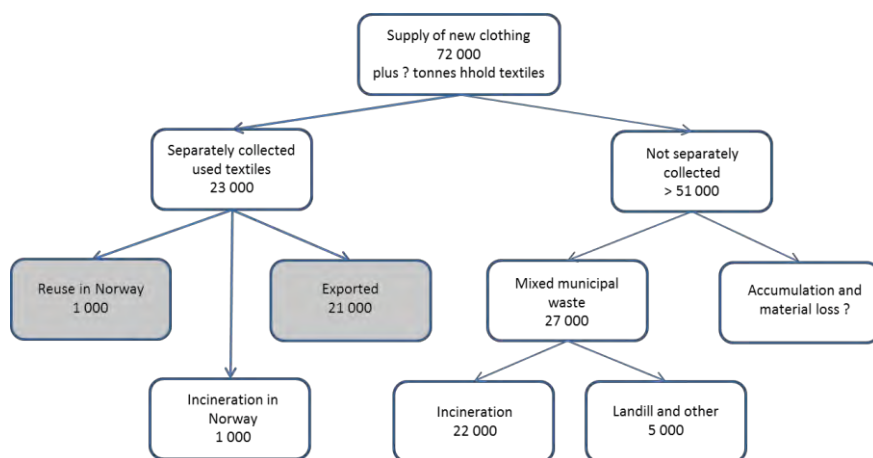 Supply of new clothing
72 000
plus ? tonnes hhold textiles
Separately collected
used textiles
23 000
Not separately
collected
> 51 000
Reuse in Norway
1 000
Exported
21 000
Mixed municipal
waste
27 000
Accumulation and
material loss ?
Incineration in
Norway
1 000
Incineration
22 000
Landill and other
5 000